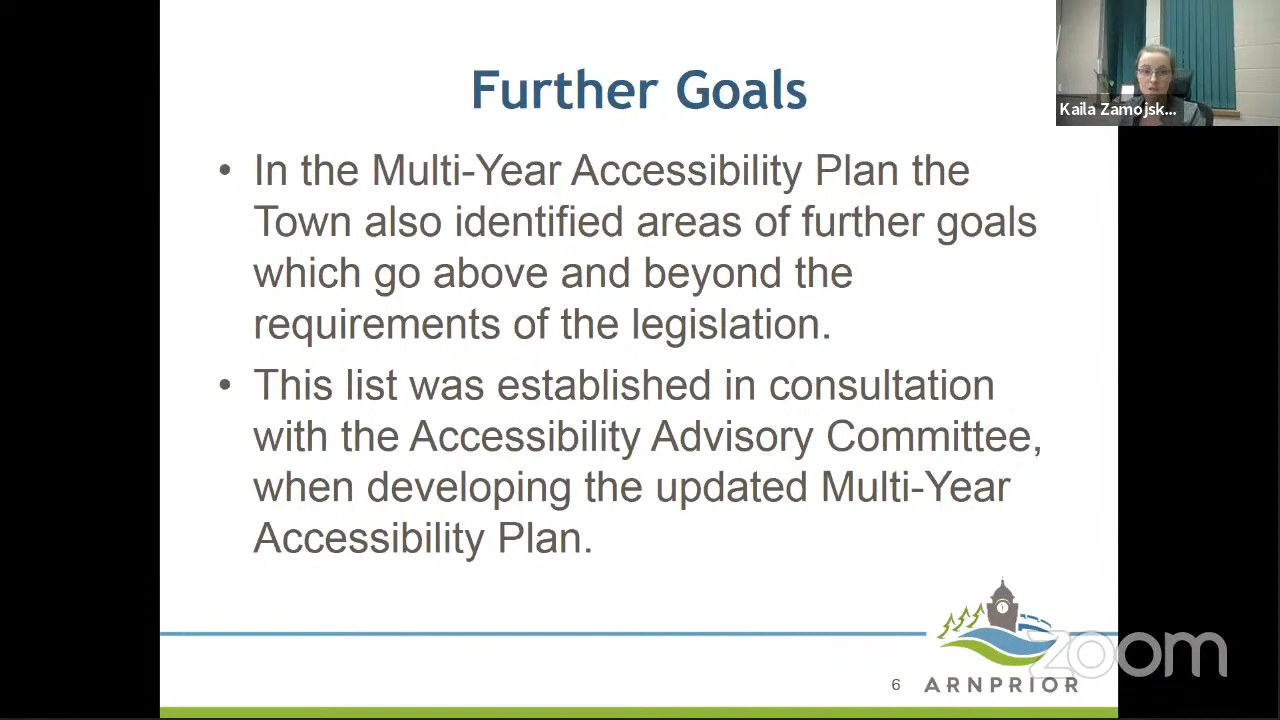 Further Goals
Kaila Zamojsk...
• In the Multi-Year Accessibility Plan the
Town also identified areas of further goals
which go above and beyond the
requirements of the legislation.
• This list was established in consultation
with the Accessibility Advisory Committee,
when developing the updated Multi-Year
Accessibility Plan.
zoom
6
ARNPRIOR